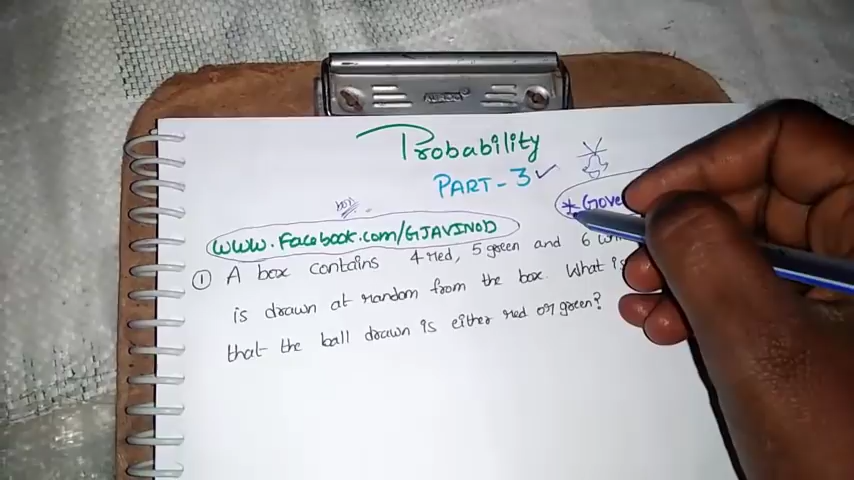 Probability
PART-3
* Gove
www.Facebook.com/GJAVINOD
① A box contains 4 red, 5 green and 6
is drawn at random from the box. What is
that the ball drawn is either red or green?